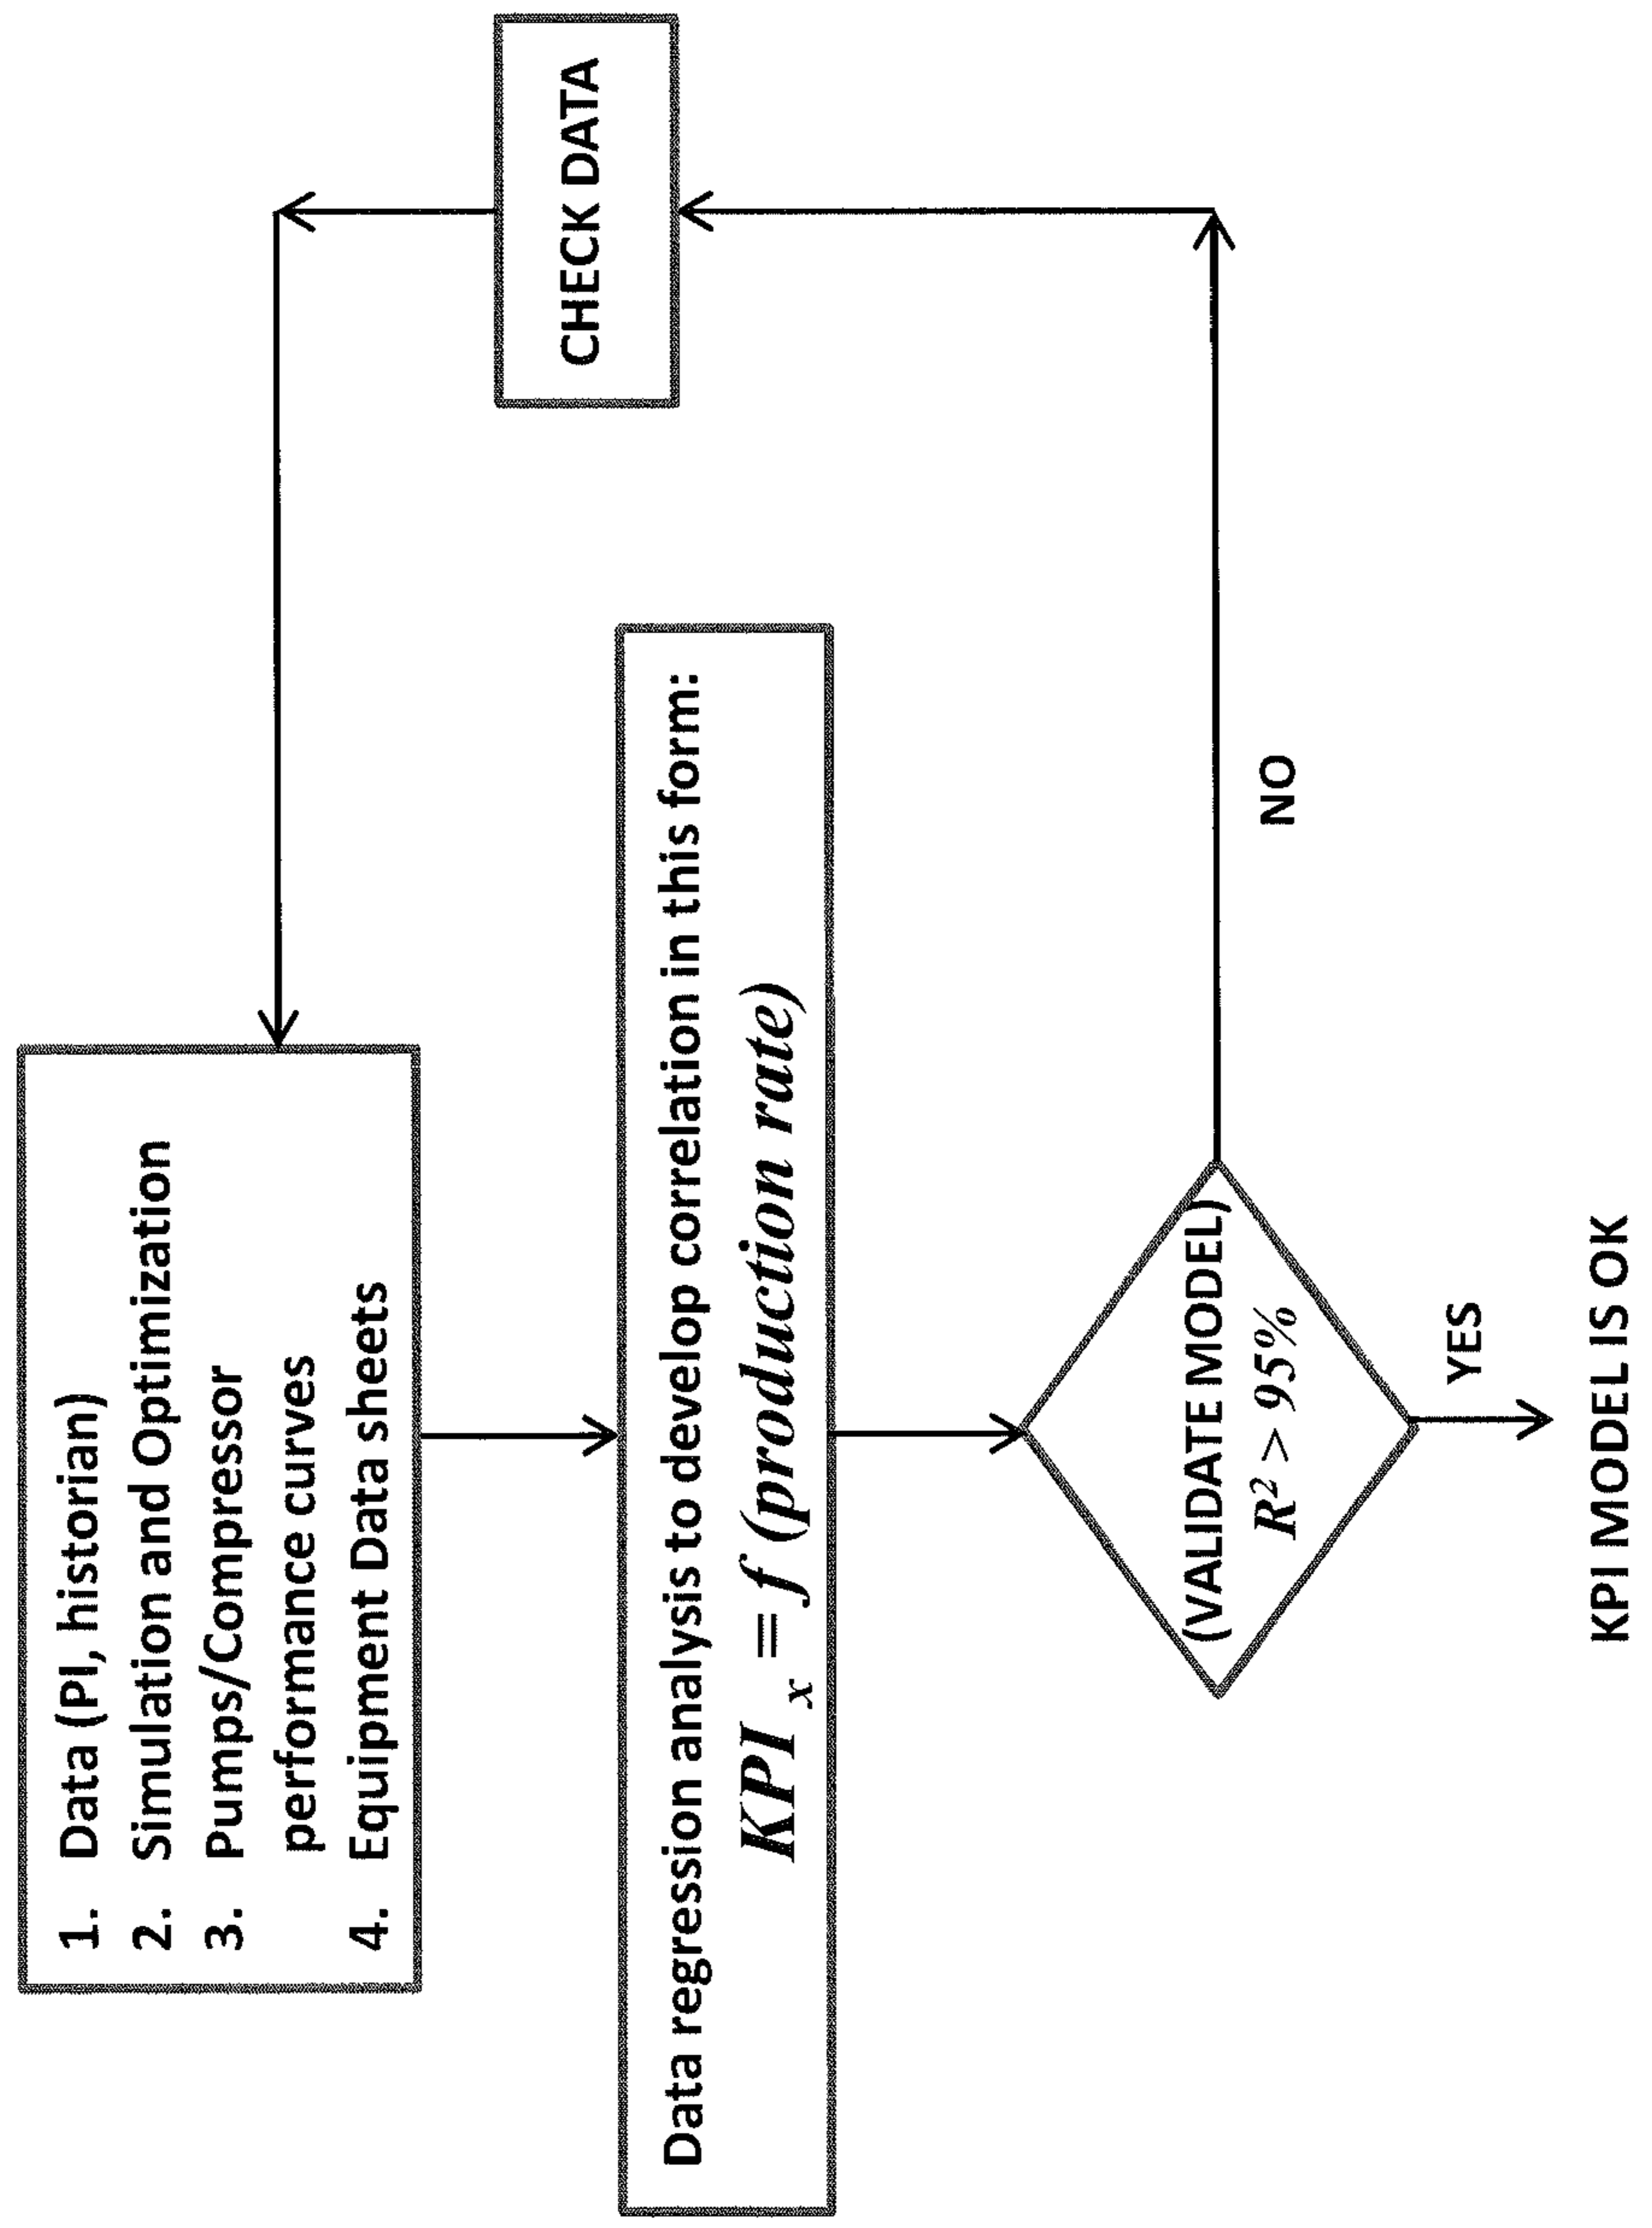 1. Data (PI, historian)
2. Simulation and Optimization
3. Pumps/Compressor
performance curves
4. Equipment Data sheets
CHECK DATA
Data regression analysis to develop correlation in this form:
KPI x = f (production rate)
(VALIDATE MODEL)
R² > 95%
NO
YES
KPI MODEL IS OK